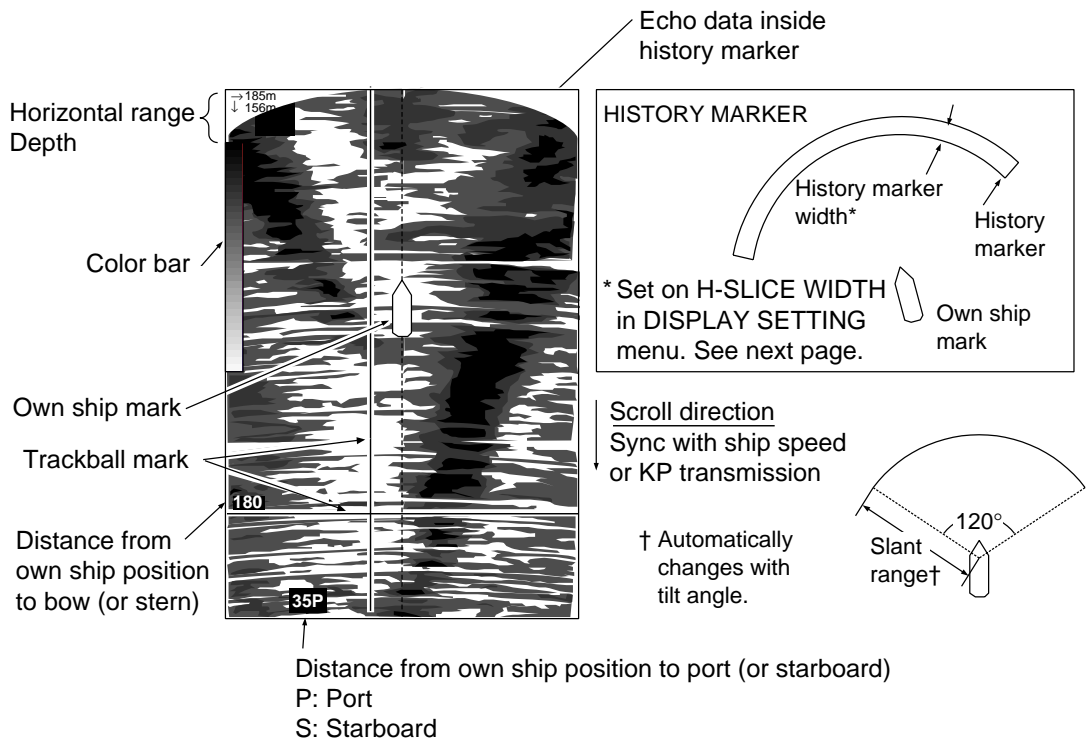 Echo data inside
history marker
Horizontal range
Depth
→185m
↓ 156m
Color bar
Own ship mark
Trackball mark
180
Distance from
own ship position
to bow (or stern)
35P
Distance from own ship position to port (or starboard)
P: Port
S: Starboard
HISTORY MARKER
History marker
width*
History
marker
Own ship
mark
* Set on H-SLICE WIDTH
in DISPLAY SETTING
menu. See next page.
Scroll direction
Sync with ship speed
or KP transmission
† Automatically
changes with
tilt angle.
120°
Slant
range†